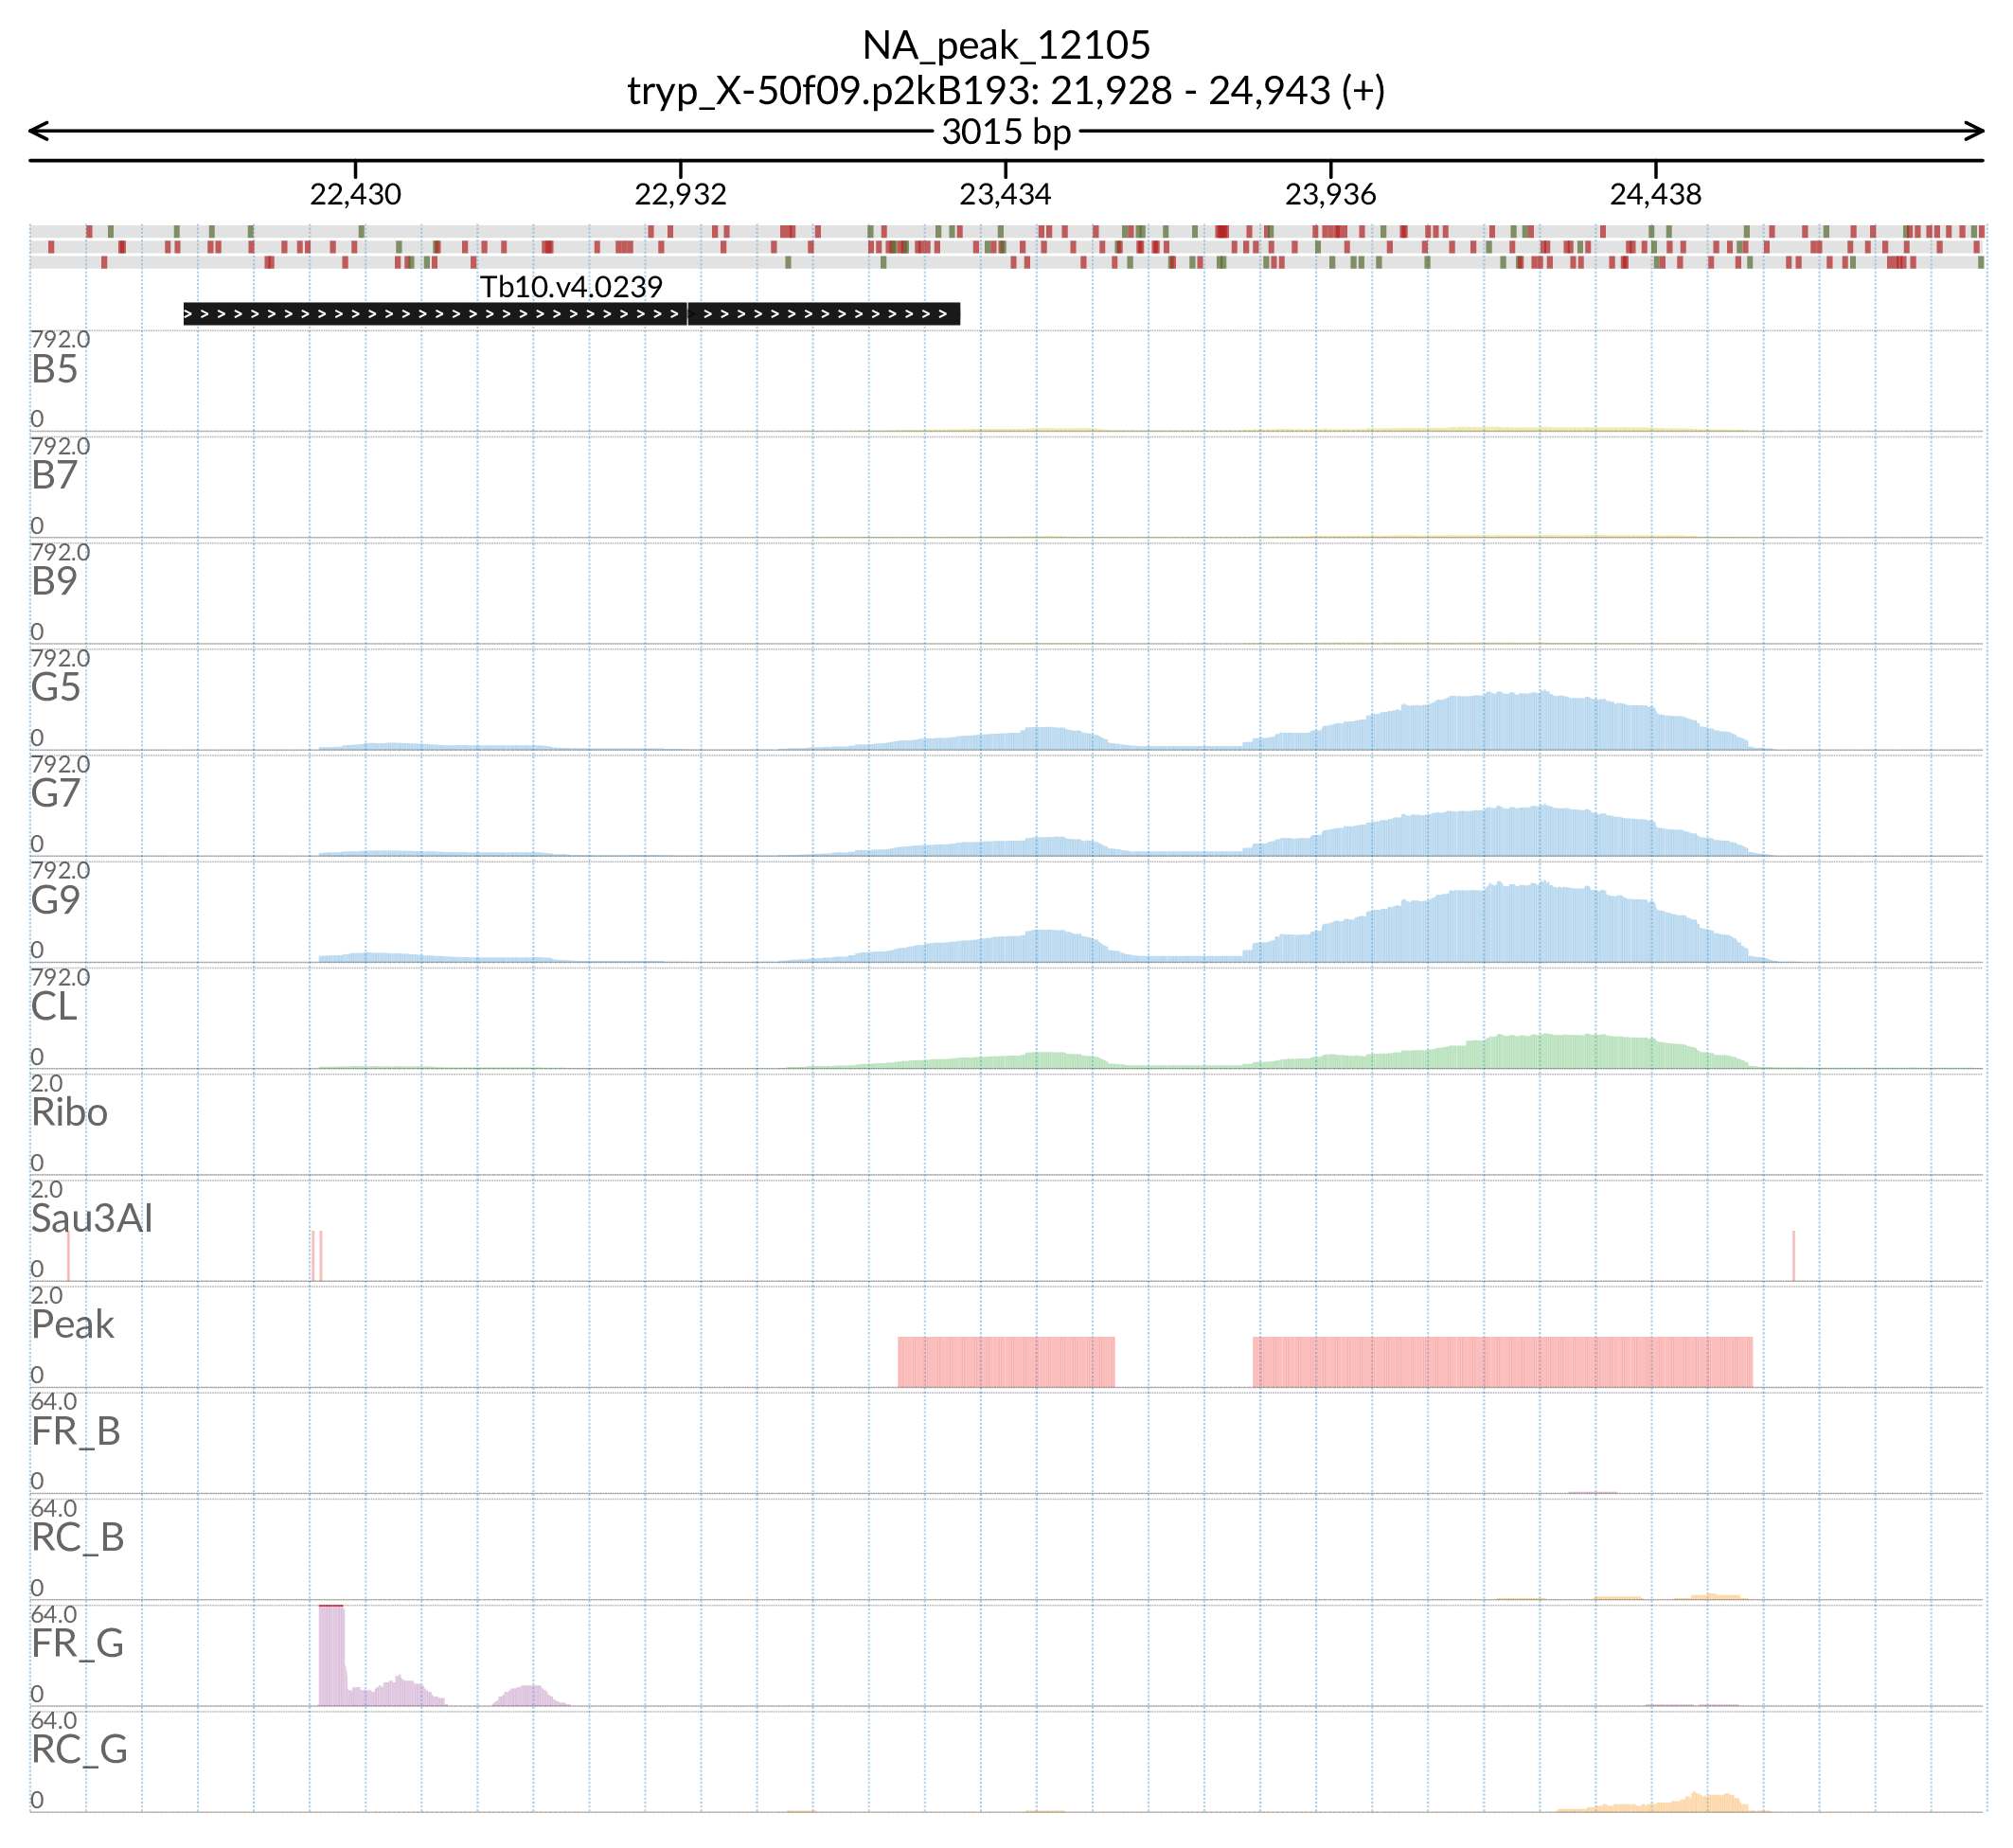 NA_peak_12105
tryp_X-50f09.p2kB193: 21,928 - 24,943 (+)
3015 bp
22,430 22,932 23,434 23,936 24,438
Tb10.v4.0239
792.0
B5
0
792.0
B7
0
792.0
B9
0
792.0
G5
0
792.0
G7
0
792.0
G9
0
792.0
CL
0
2.0
Ribo
0
2.0
Sau3AI
0
2.0
Peak
0
64.0
FR_B
0
64.0
RC_B
0
64.0
FR_G
0
64.0
RC_G
0